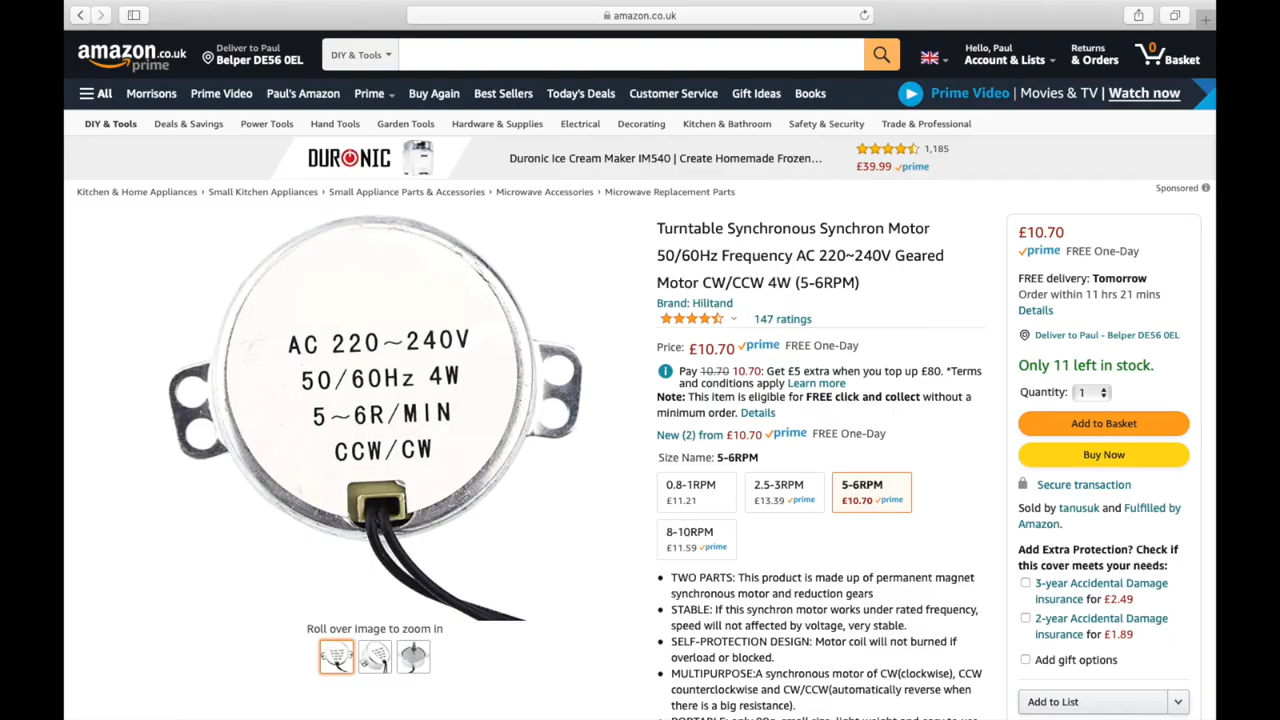 amazon.co.uk
amazon.co.uk
prime
Deliver to Paul
Belper DE56 0EL
DIY & Tools
Hello, Paul
Account & Lists
Returns
& Orders
0
Basket
All
Morrisons
Prime Video
Paul's Amazon
Prime
Buy Again
Best Sellers
Today's Deals
Customer Service
Gift Ideas
Books
Prime Video | Movies & TV | Watch now
DIY & Tools
Deals & Savings
Power Tools
Hand Tools
Garden Tools
Hardware & Supplies
Electrical
Decorating
Kitchen & Bathroom
Safety & Security
Trade & Professional
DURONIC
Duronic Ice Cream Maker IM540 | Create Homemade Frozen…
1,185
£39.99 prime
Kitchen & Home Appliances › Small Kitchen Appliances › Small Appliance Parts & Accessories › Microwave Accessories › Microwave Replacement Parts
Sponsored
AC 220~240V
50/60Hz 4W
5~6R/MIN
CCW/CW
Roll over image to zoom in
Turntable Synchronous Synchron Motor
50/60Hz Frequency AC 220~240V Geared
Motor CW/CCW 4W (5-6RPM)
Brand: Hilitand
147 ratings
Price: £10.70 prime FREE One-Day
Pay 10.70 10.70: Get £5 extra when you top up £80. *Terms
and conditions apply Learn more
Note: This item is eligible for FREE click and collect without a
minimum order. Details
New (2) from £10.70 prime FREE One-Day
Size Name: 5-6RPM
0.8-1RPM
£11.21
2.5-3RPM
£13.39 prime
5-6RPM
£10.70 prime
8-10RPM
£11.59 prime
• TWO PARTS: This product is made up of permanent magnet
synchronous motor and reduction gears
• STABLE: If this synchron motor works under rated frequency,
speed will not affected by voltage, very stable.
• SELF-PROTECTION DESIGN: Motor coil will not burned if
overload or blocked.
• MULTIPURPOSE:A synchronous motor of CW(clockwise), CCW
counterclockwise and CW/CCW(automatically reverse when
there is a big resistance).
£10.70
prime FREE One-Day
FREE delivery: Tomorrow
Order within 11 hrs 21 mins
Details
Deliver to Paul - Belper DE56 0EL
Only 11 left in stock.
Quantity: 1
Add to Basket
Buy Now
Secure transaction
Sold by tanusuk and Fulfilled by
Amazon.
Add Extra Protection? Check if
this cover meets your needs:
3-year Accidental Damage
insurance for £2.49
2-year Accidental Damage
insurance for £1.89
Add gift options
Add to List